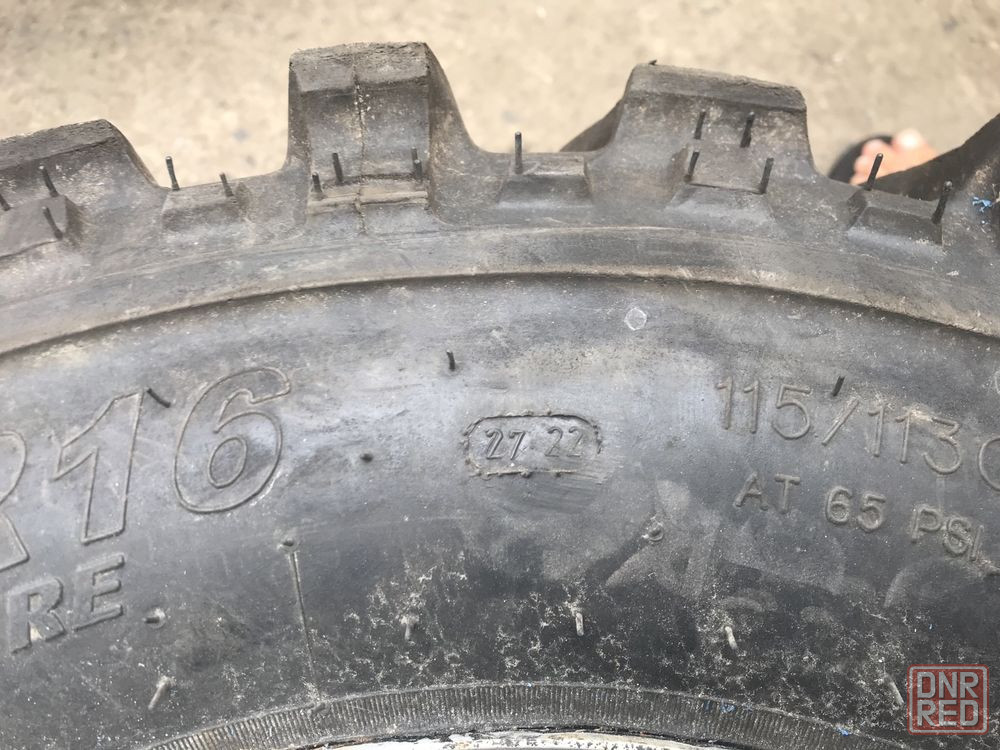 R16
RE
27 22
115/113
AT 65 PSI
DNR
RED